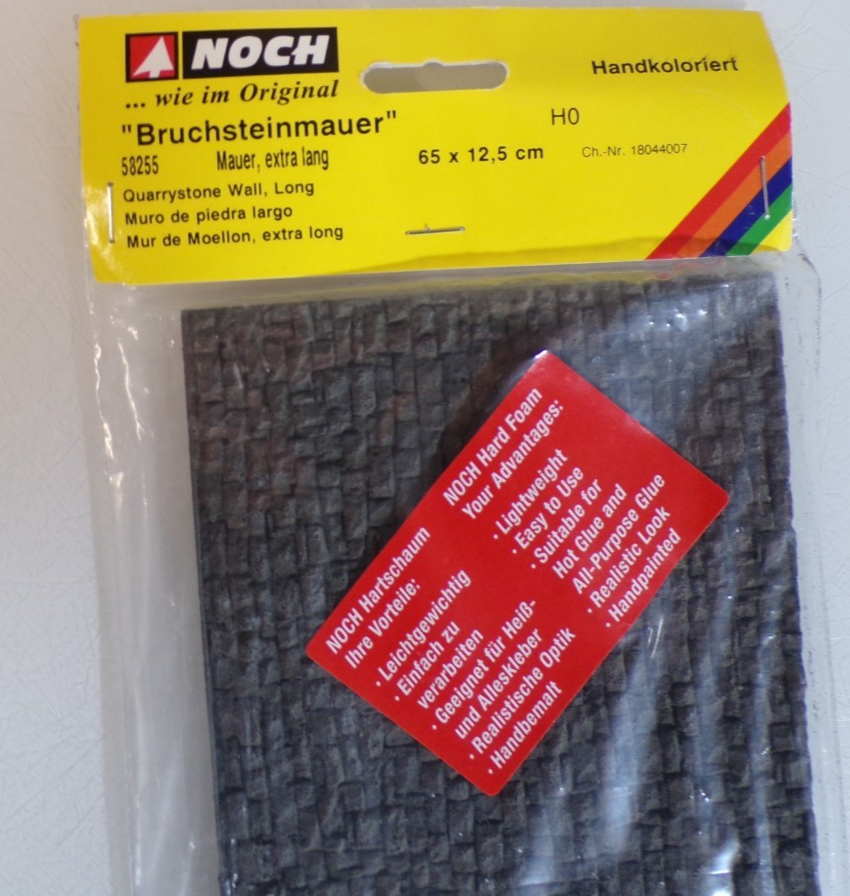 NOCH
... wie im Original
Handkoloriert
"Bruchsteinmauer"
H0
58255 Mauer, extra lang
65 x 12,5 cm
Ch.-Nr. 18044007
Quarrystone Wall, Long
Muro de piedra largo
Mur de Moellon, extra long
NOCH Hartschaum
Ihre Vorteile:
· Leichtgewichtig
· Einfach zu
verarbeiten
· Geeignet für Heiß-
und Alleskleber
· Realistische Optik
· Handbemalt
NOCH Hard Foam
Your Advantages:
· Lightweight
· Easy to Use
· Suitable for
Hot Glue and
All-Purpose Glue
· Realistic Look
· Handpainted